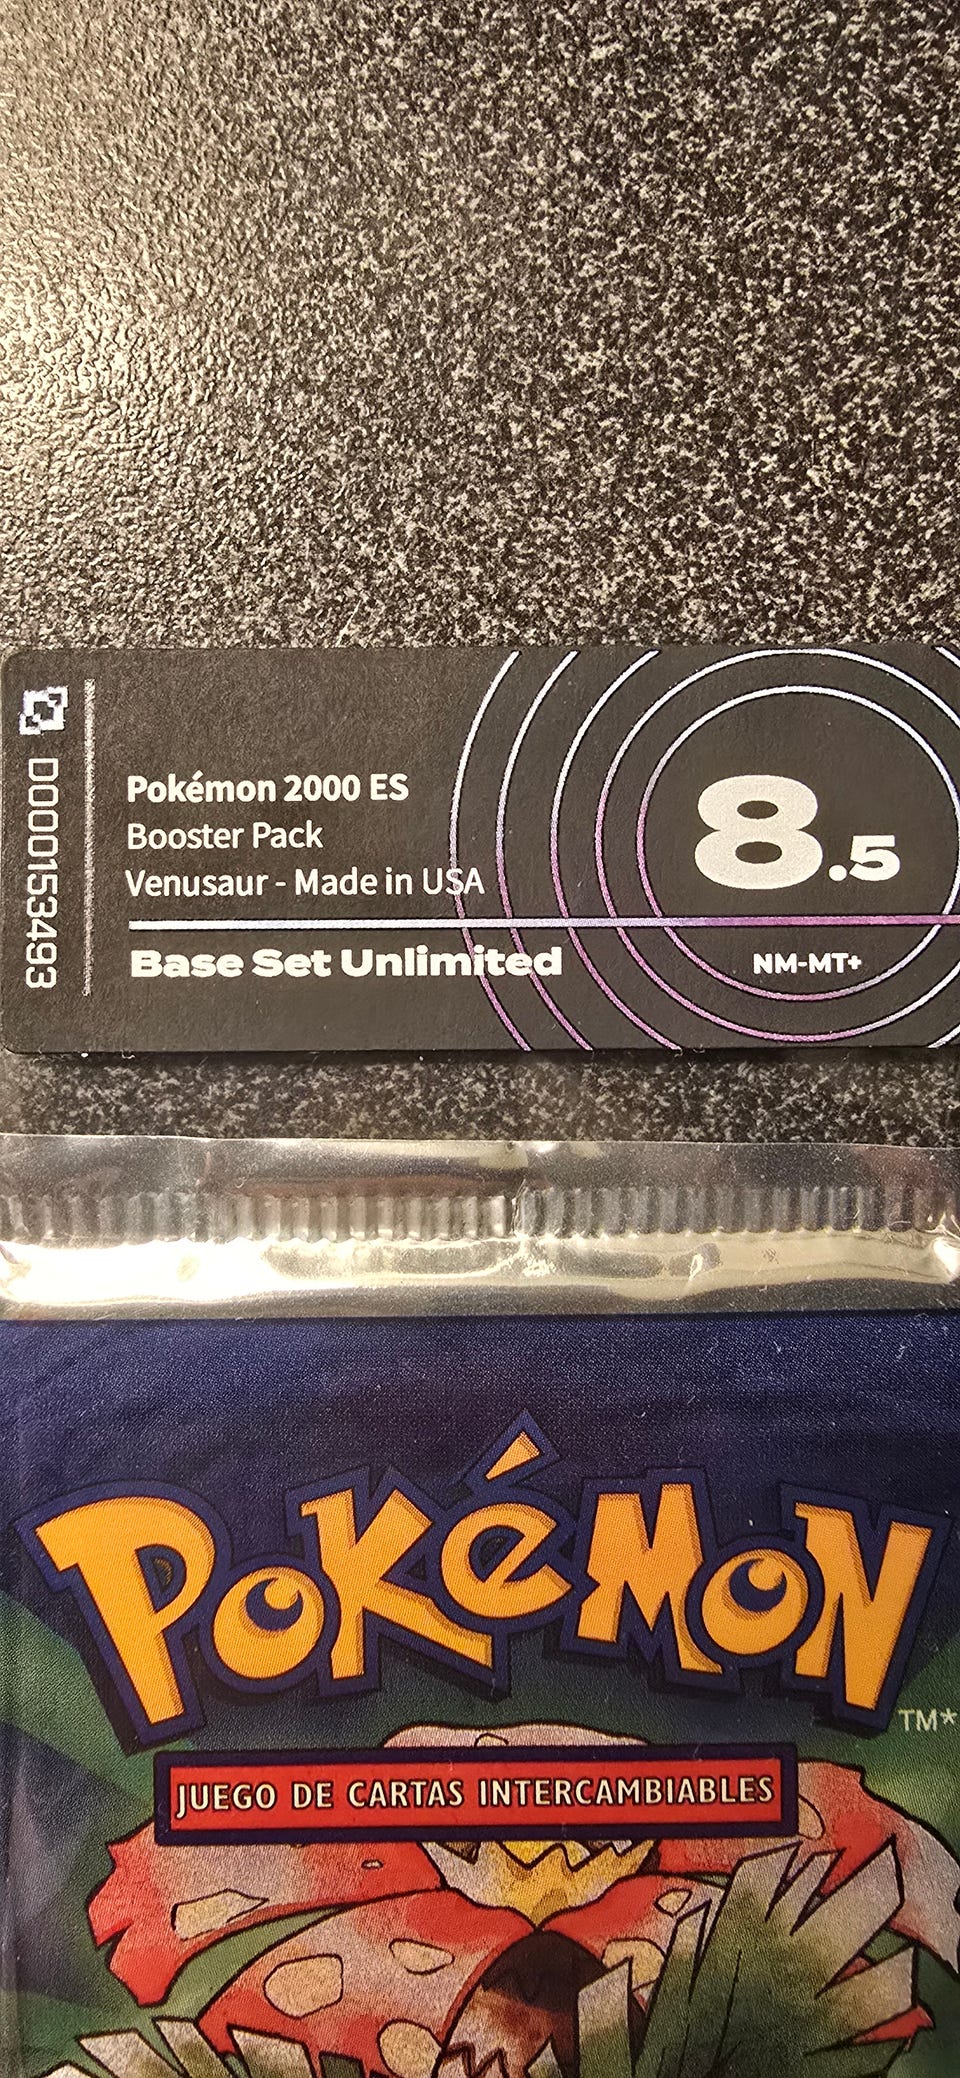 D000153493
Pokémon 2000 ES
Booster Pack
Venusaur - Made in USA
Base Set Unlimited
8.5
NM-MT+
POKéMON
TM*
JUEGO DE CARTAS INTERCAMBIABLES